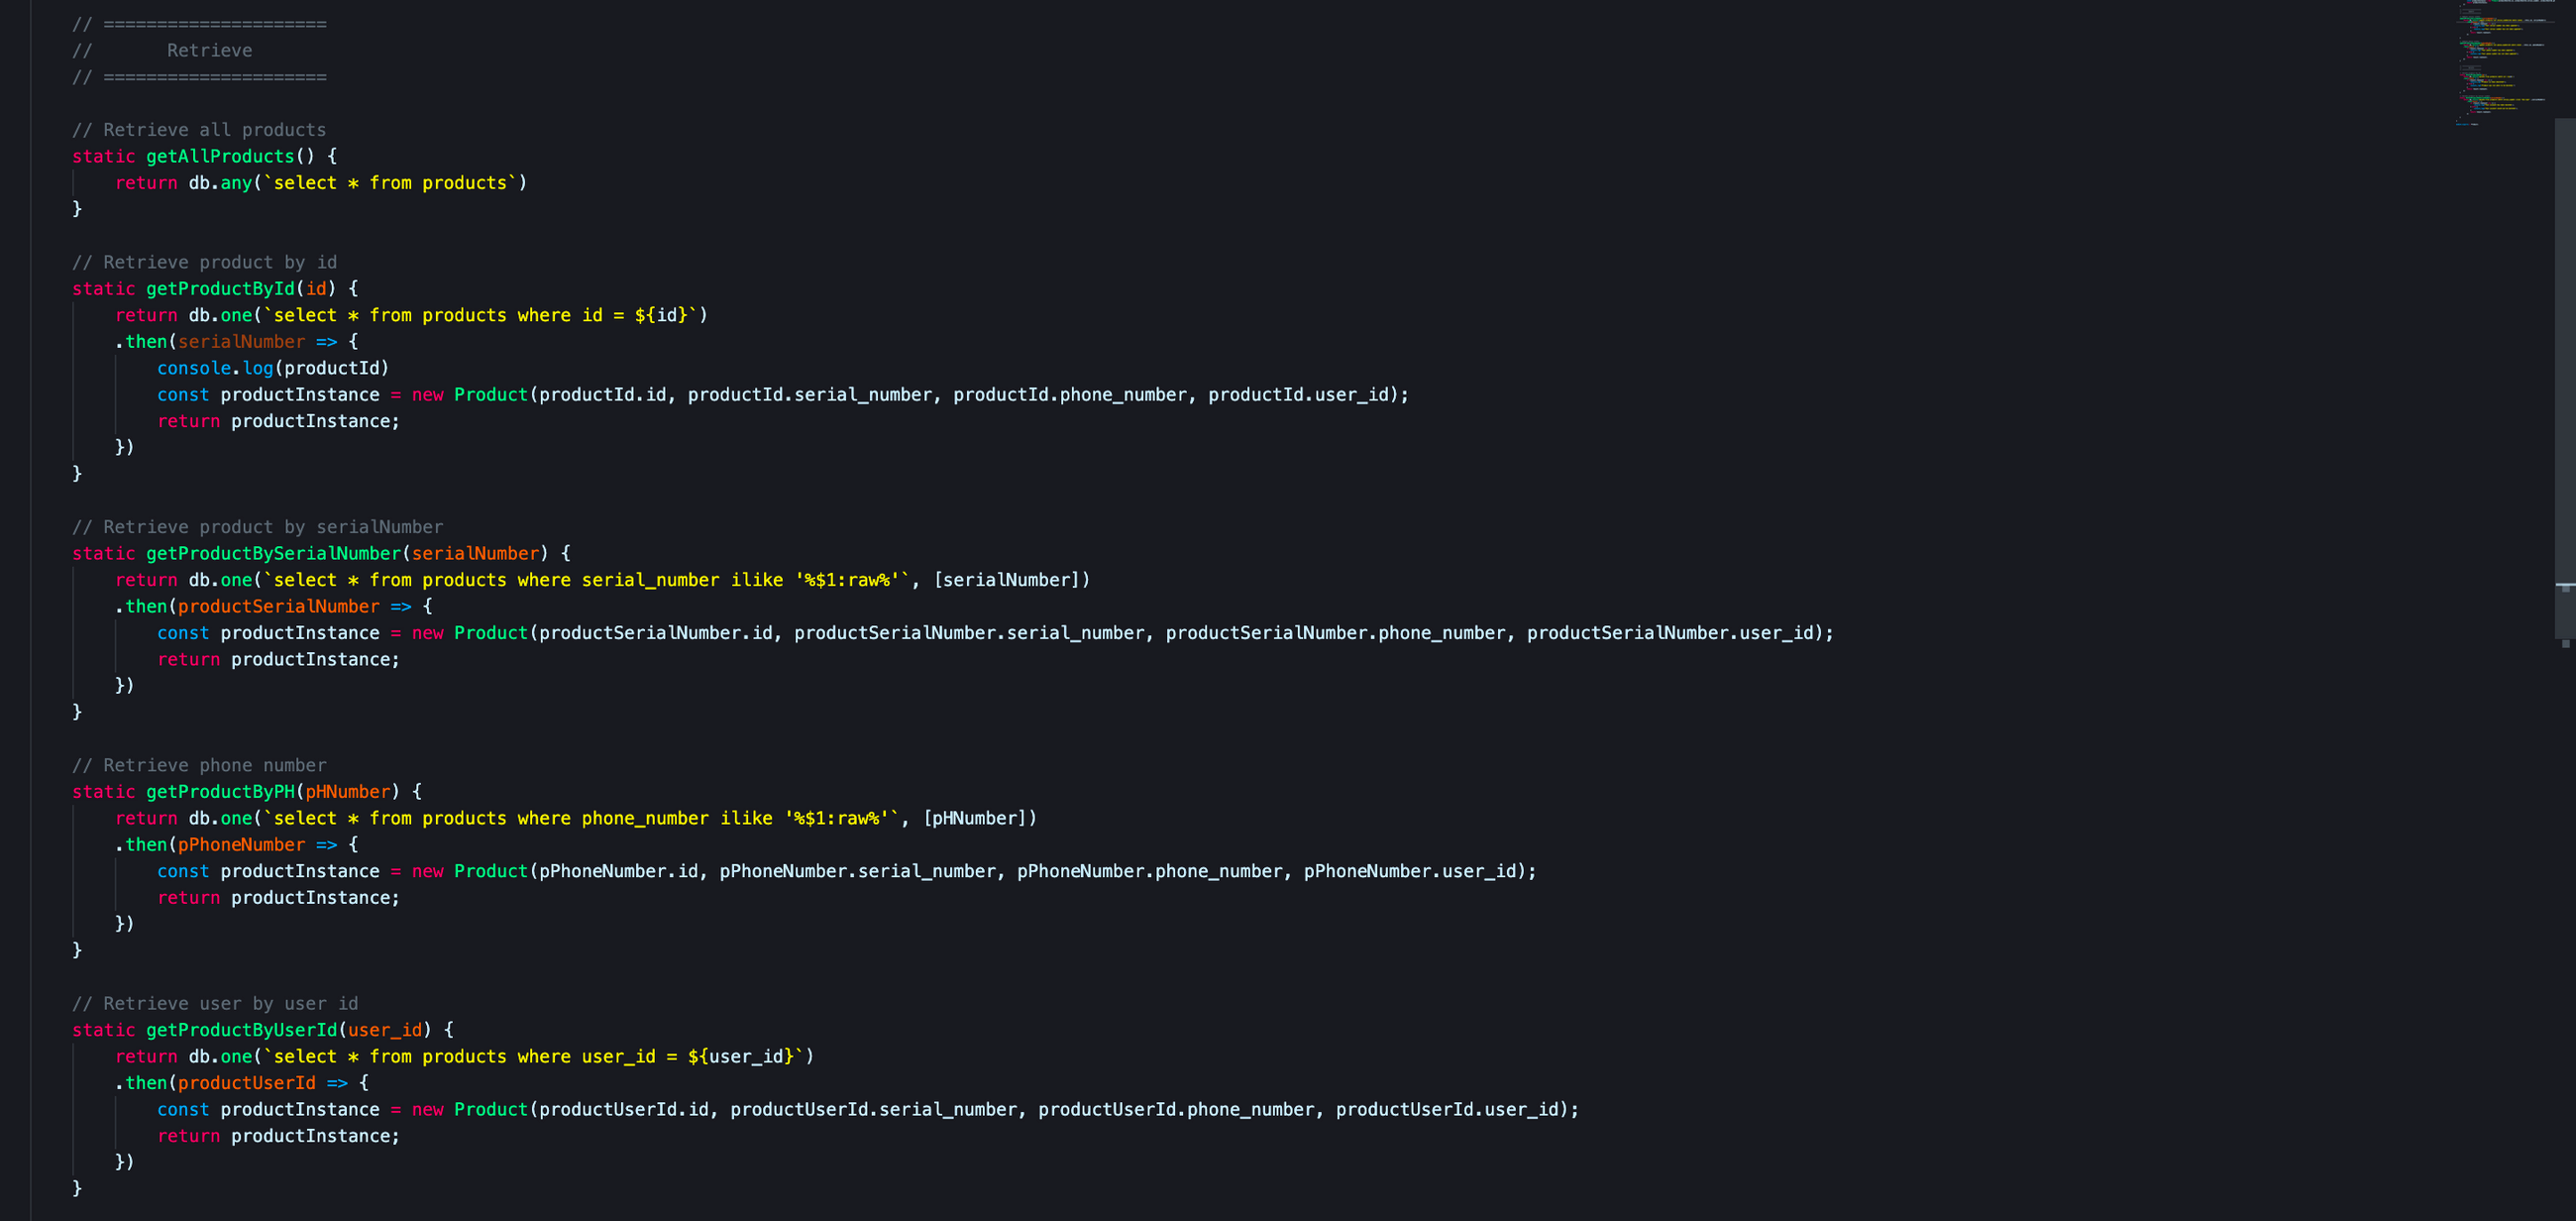 // =====================
//       Retrieve
// =====================
// Retrieve all products
static getAllProducts() {
    return db.any(`select * from products`)
}
// Retrieve product by id
static getProductById(id) {
    return db.one(`select * from products where id = ${id}`)
    .then(serialNumber => {
        console.log(productId)
        const productInstance = new Product(productId.id, productId.serial_number, productId.phone_number, productId.user_id);
        return productInstance;
    })
}
// Retrieve product by serialNumber
static getProductBySerialNumber(serialNumber) {
    return db.one(`select * from products where serial_number ilike '%$1:raw%'`, [serialNumber])
    .then(productSerialNumber => {
        const productInstance = new Product(productSerialNumber.id, productSerialNumber.serial_number, productSerialNumber.phone_number, productSerialNumber.user_id);
        return productInstance;
    })
}
// Retrieve phone number
static getProductByPH(pHNumber) {
    return db.one(`select * from products where phone_number ilike '%$1:raw%'`, [pHNumber])
    .then(pPhoneNumber => {
        const productInstance = new Product(pPhoneNumber.id, pPhoneNumber.serial_number, pPhoneNumber.phone_number, pPhoneNumber.user_id);
        return productInstance;
    })
}
// Retrieve user by user id
static getProductByUserId(user_id) {
    return db.one(`select * from products where user_id = ${user_id}`)
    .then(productUserId => {
        const productInstance = new Product(productUserId.id, productUserId.serial_number, productUserId.phone_number, productUserId.user_id);
        return productInstance;
    })
}